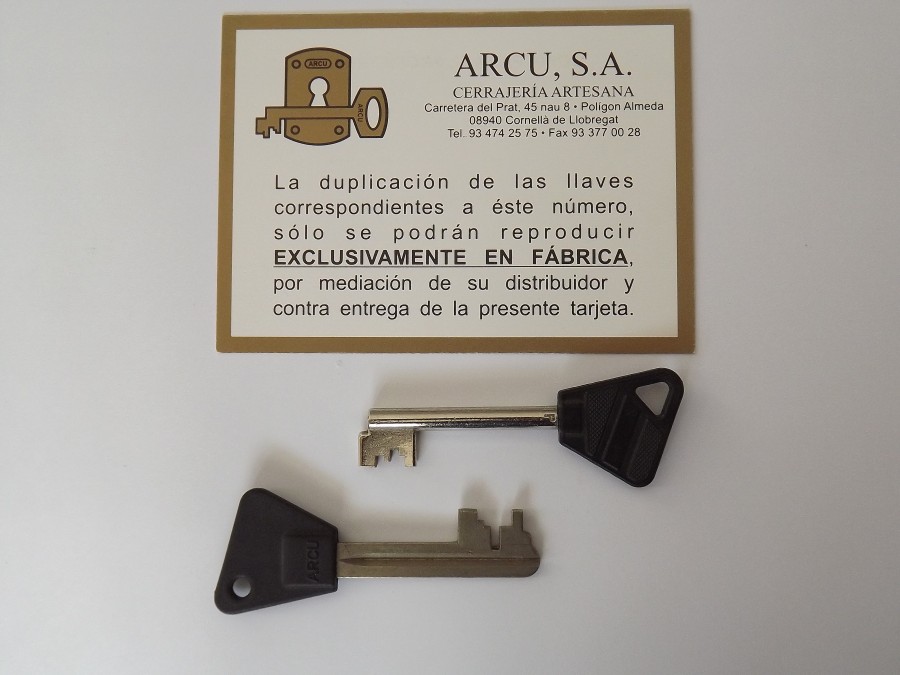 ARCU
ARCU
ARCU, S.A.
CERRAJERÍA ARTESANA
Carretera del Prat, 45 nau 8 • Polígon Almeda
08940 Cornellà de Llobregat
Tel. 93 474 25 75 • Fax 93 377 00 28
La duplicación de las llaves
correspondientes a éste número,
sólo se podrán reproducir
EXCLUSIVAMENTE EN FÁBRICA,
por mediación de su distribuidor y
contra entrega de la presente tarjeta.
ARCU